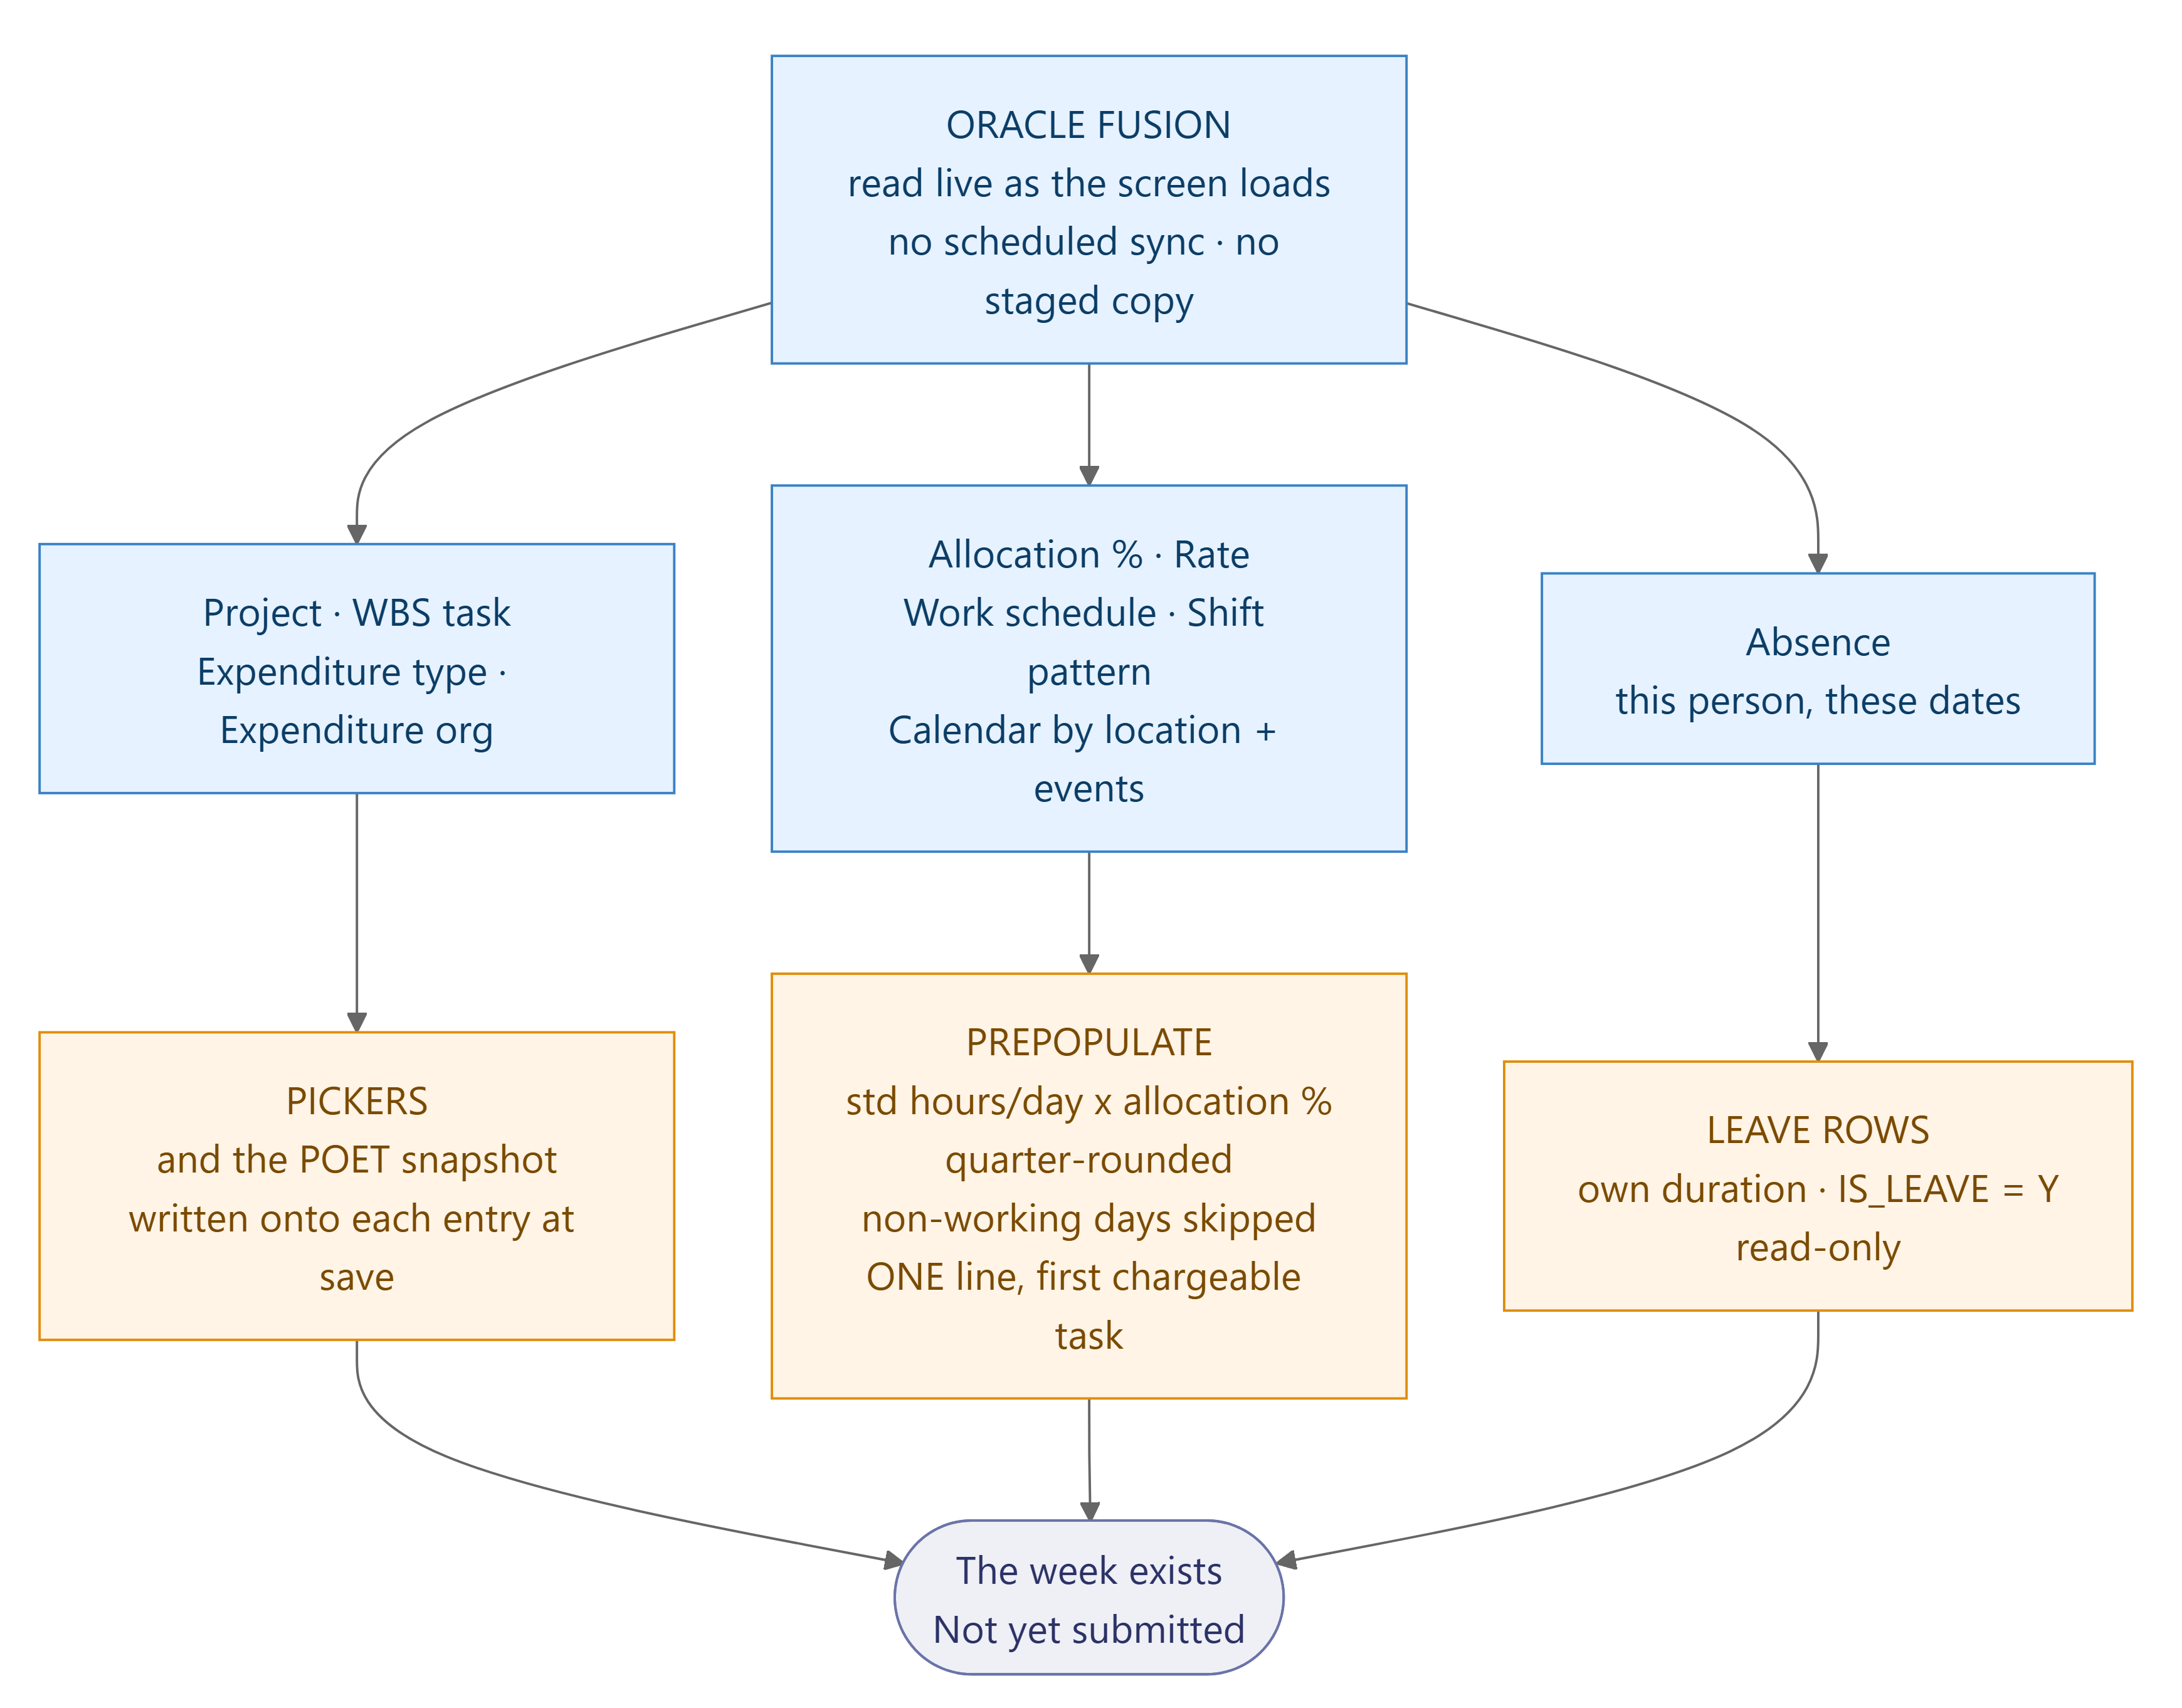 ORACLE FUSION
read live as the screen loads
no scheduled sync · no
staged copy
Project · WBS task
Expenditure type ·
Expenditure org
Allocation % · Rate
Work schedule · Shift
pattern
Calendar by location +
events
Absence
this person, these dates
PICKERS
and the POET snapshot
written onto each entry at
save
PREPOPULATE
std hours/day x allocation %
quarter-rounded
non-working days skipped
ONE line, first chargeable
task
LEAVE ROWS
own duration · IS_LEAVE = Y
read-only
The week exists
Not yet submitted